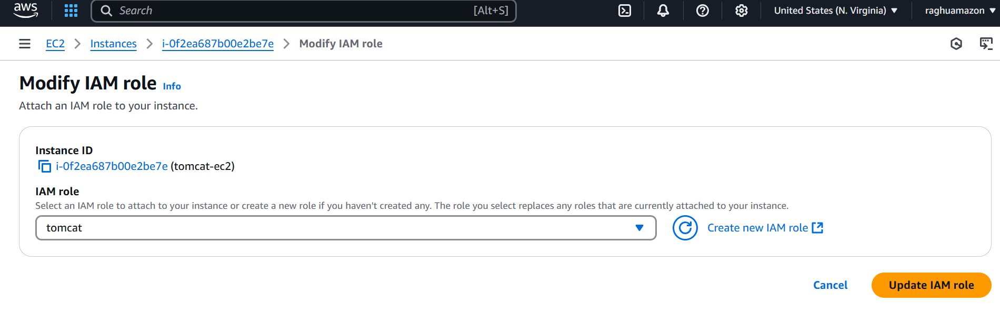 aws Search [Alt+S] United States (N. Virginia) raghuamazon
EC2 Instances i-0f2ea687b00e2be7e Modify IAM role
Modify IAM role Info
Attach an IAM role to your instance.
Instance ID
i-0f2ea687b00e2be7e (tomcat-ec2)
IAM role
Select an IAM role to attach to your instance or create a new role if you haven't created any. The role you select replaces any roles that are currently attached to your instance.
tomcat Create new IAM role
Cancel Update IAM role